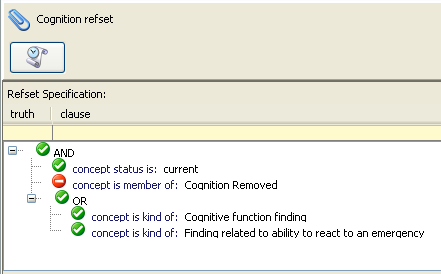 Cognition refset
Refset Specification:
truth clause
AND
concept status is: current
concept is member of: Cognition Removed
OR
concept is kind of: Cognitive function finding
concept is kind of: Finding related to ability to react to an emergency